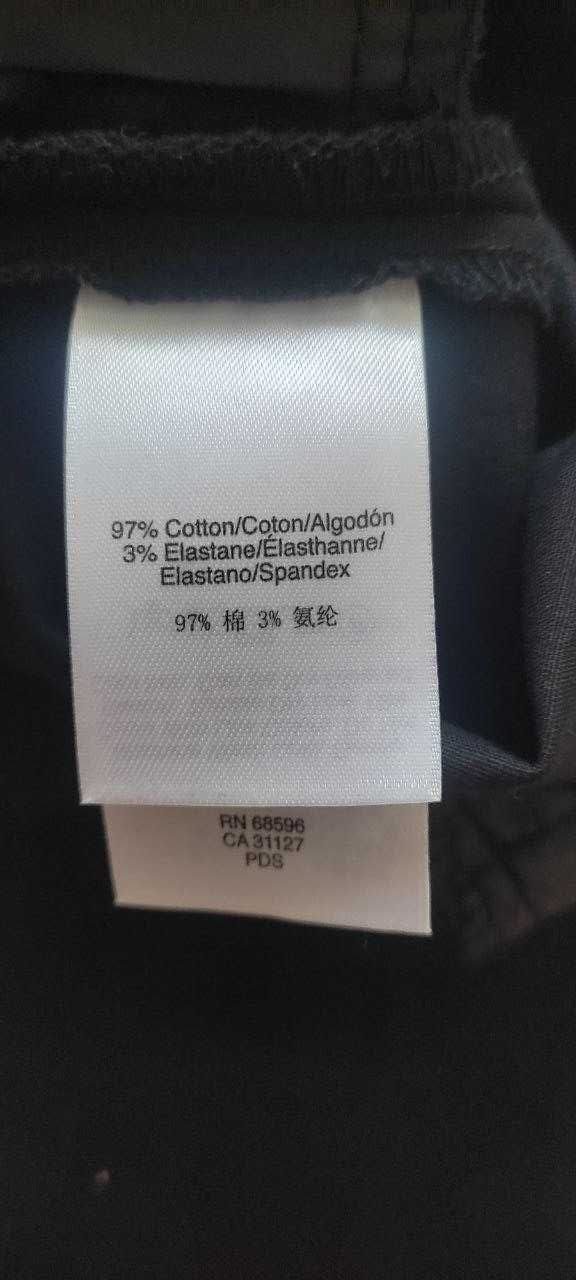 97% Cotton/Coton/Algodón
3% Elastane/Élasthanne/
Elastano/Spandex
97% 棉 3% 氨纶
RN 68596
CA 31127
PDS